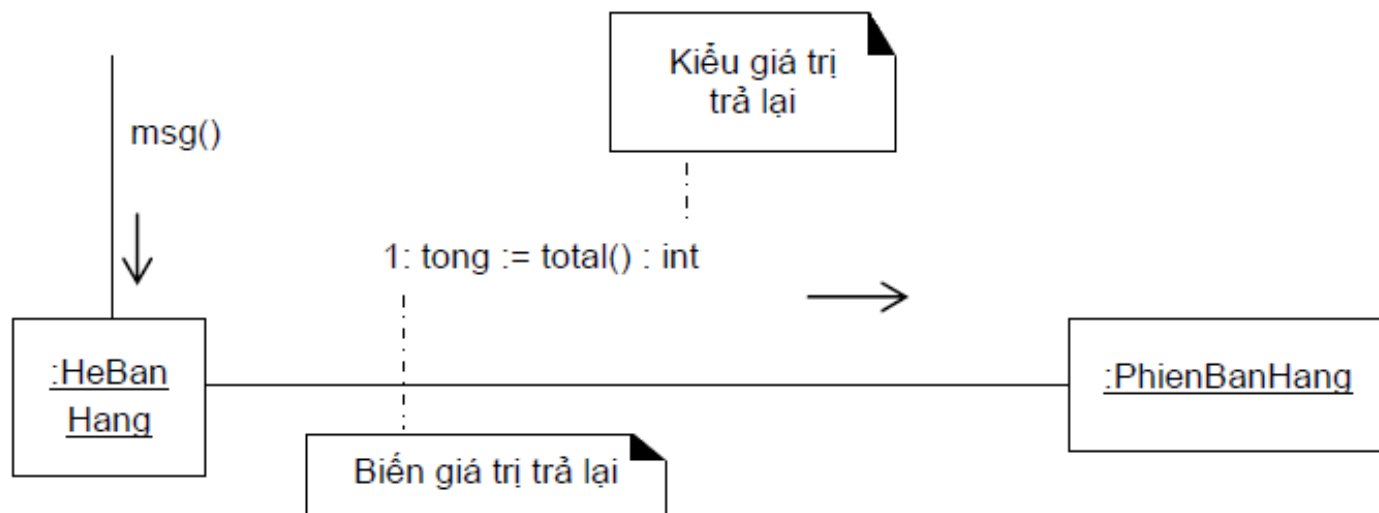 Kiểu giá trị
trả lại
msg()
1: tong := total() : int
:HeBan
Hang
:PhienBanHang
Biến giá trị trả lại